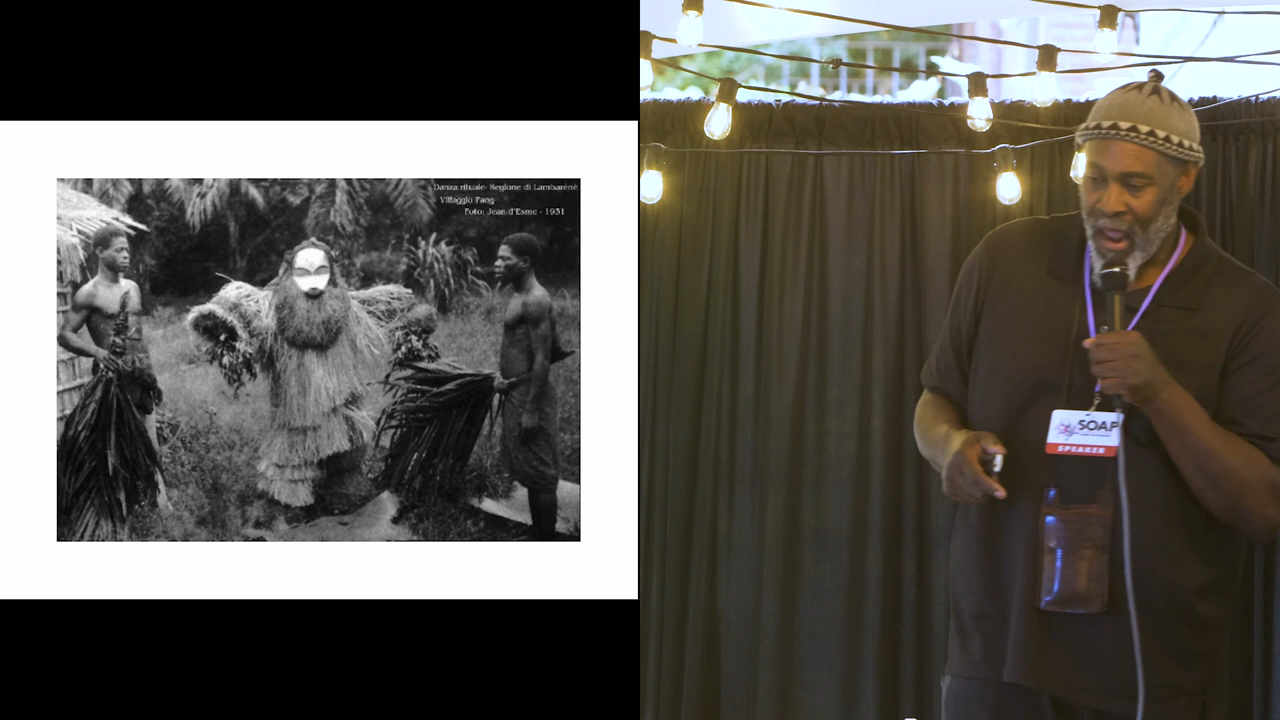 Danza rituale- Regione di Lambaréné,
Villaggio Fang
Foto: Jean d'Esme - 1931
SOAP
SPEAKER